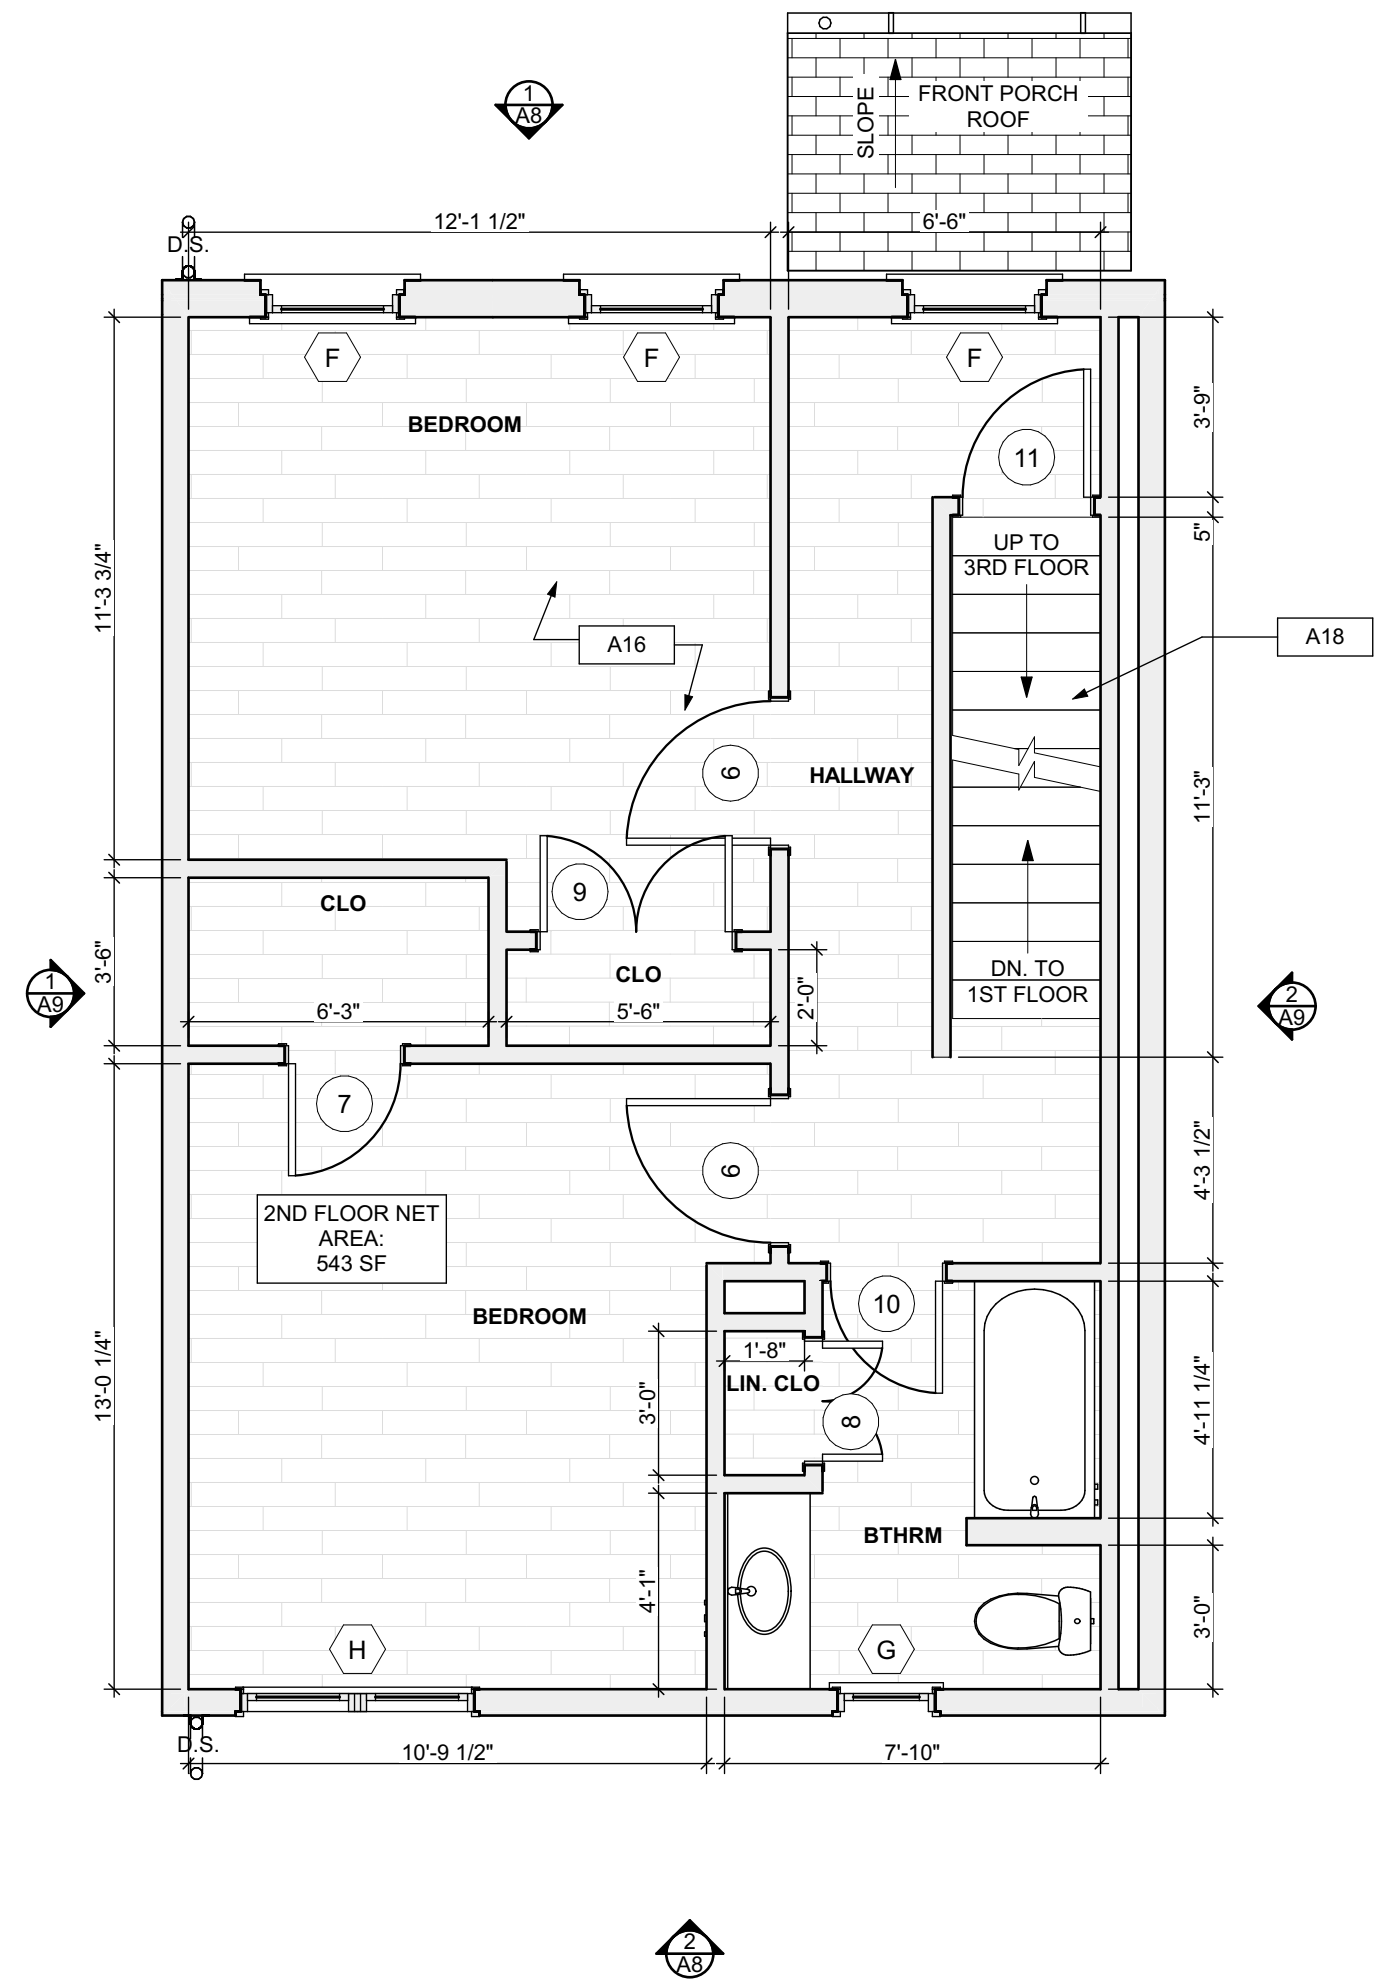 1
A8
SLOPE
FRONT PORCH
ROOF
12'-1 1/2"
6'-6"
D.S.
F
F
F
BEDROOM
3'-9"
11
5"
UP TO
3RD FLOOR
11'-3 3/4"
A16
A18
6
HALLWAY
11'-3"
9
CLO
CLO
3'-6"
DN. TO
1ST FLOOR
1
A9
2
A9
6'-3"
5'-6"
2'-0"
7
6
4'-3 1/2"
2ND FLOOR NET
AREA:
543 SF
BEDROOM
10
13'-0 1/4"
1'-8"
LIN. CLO
3'-0"
8
4'-11 1/4"
BTHRM
4'-1"
3'-0"
H
G
D.S.
10'-9 1/2"
7'-10"
2
A8